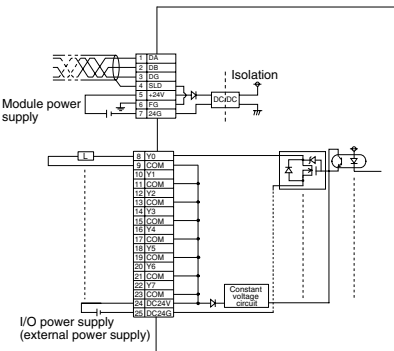 1 DA
2 DB
3 DG
4 SLD
5 +24V
6 FG
7 24G
Isolation
DC/DC
Module power
supply
L
8 Y0
9 COM
10 Y1
11 COM
12 Y2
13 COM
14 Y3
15 COM
16 Y4
17 COM
18 Y5
19 COM
20 Y6
21 COM
22 Y7
23 COM
24 DC24V
25 DC24G
Constant
voltage
circuit
I/O power supply
(external power supply)